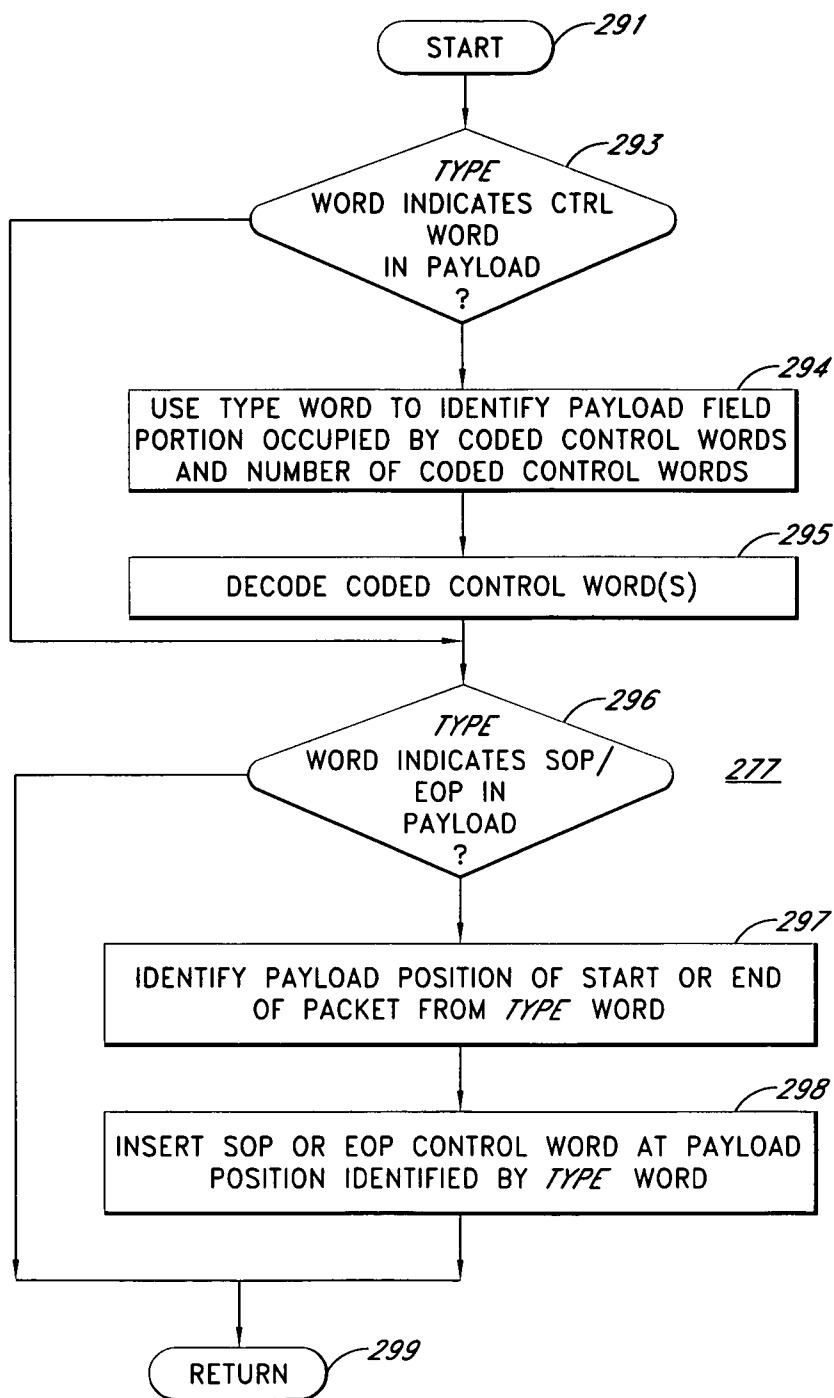 START
291
293
TYPE
WORD INDICATES CTRL
WORD
IN PAYLOAD
?
294
USE TYPE WORD TO IDENTIFY PAYLOAD FIELD
PORTION OCCUPIED BY CODED CONTROL WORDS
AND NUMBER OF CODED CONTROL WORDS
295
DECODE CODED CONTROL WORD(S)
296
TYPE
WORD INDICATES SOP/
EOP IN
PAYLOAD
?
277
297
IDENTIFY PAYLOAD POSITION OF START OR END
OF PACKET FROM TYPE WORD
298
INSERT SOP OR EOP CONTROL WORD AT PAYLOAD
POSITION IDENTIFIED BY TYPE WORD
RETURN
299